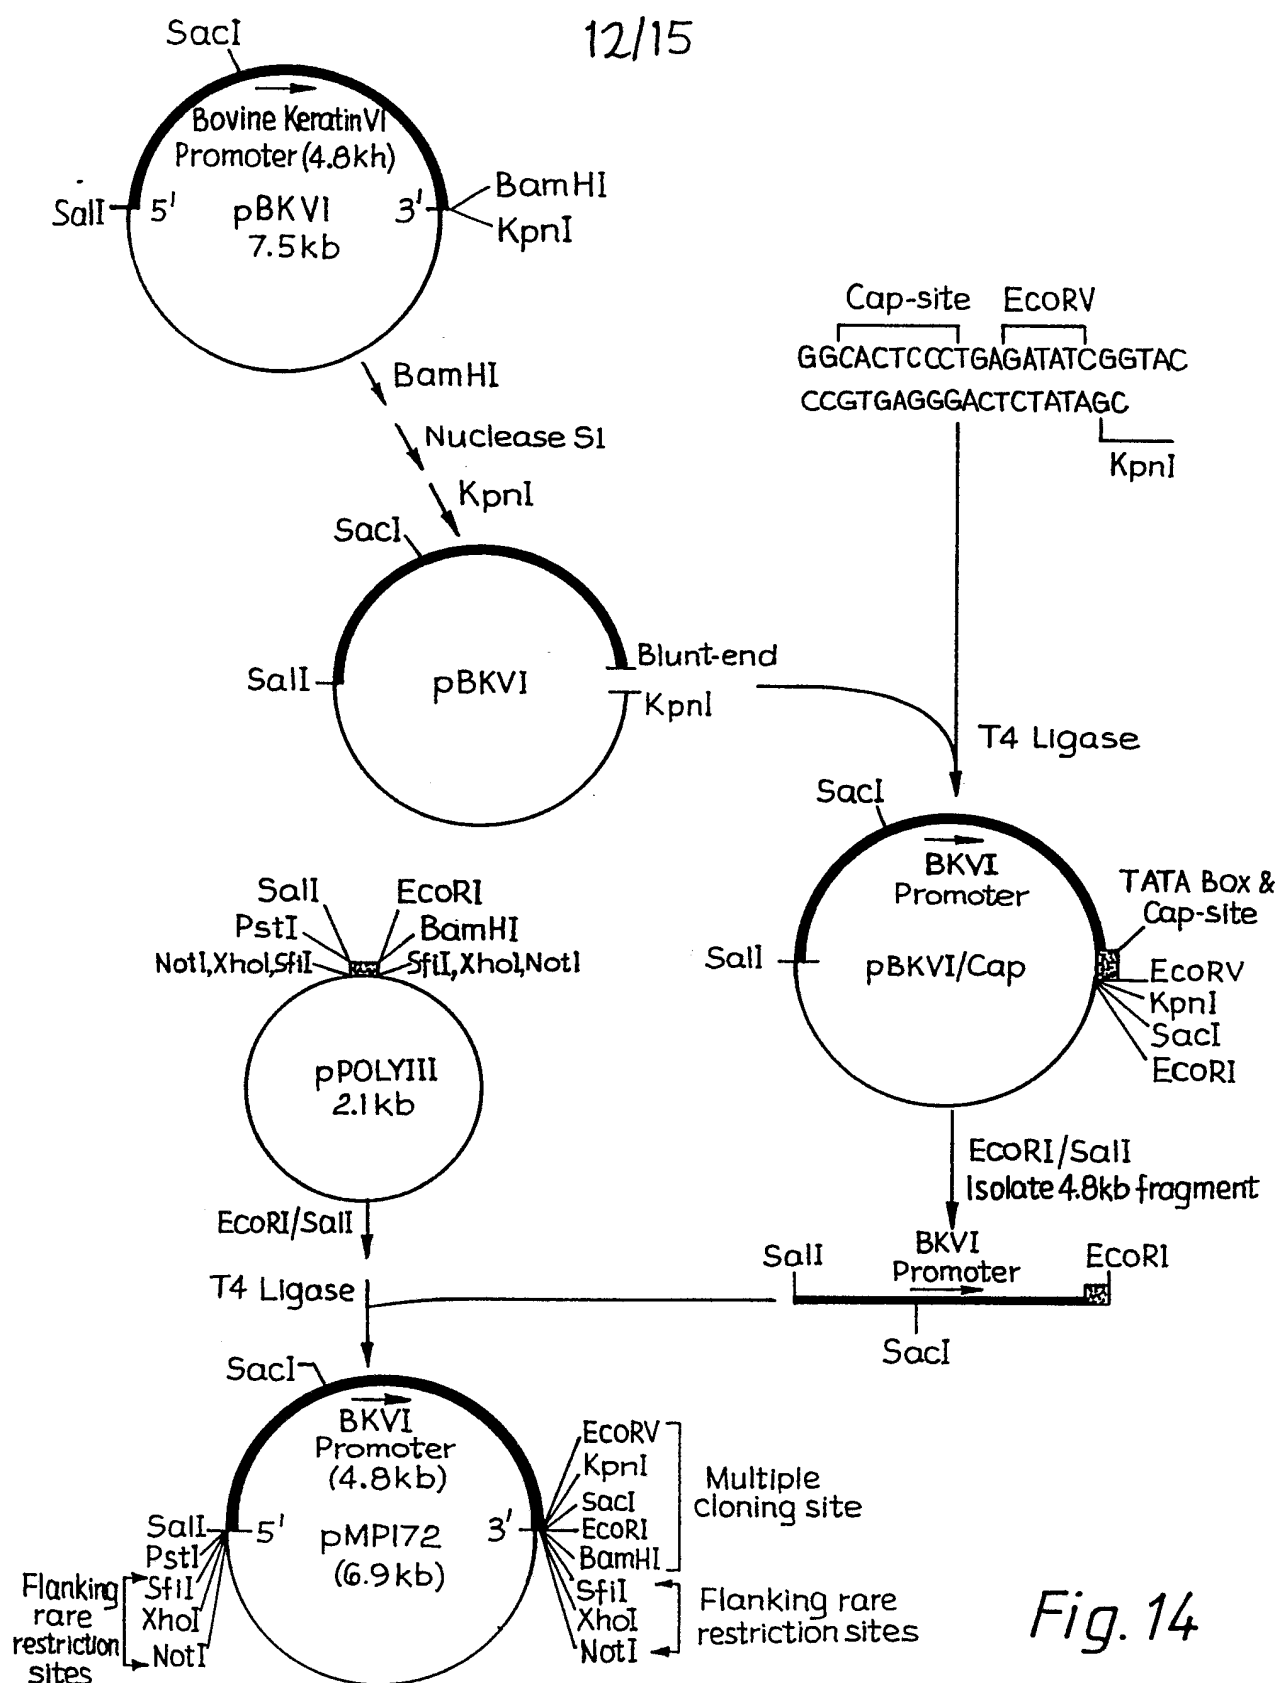 12/15
SacI
Bovine Keratin VI
Promoter (4.8kh)
SalI
5'
pBKVI
7.5kb
3'
BamHI
KpnI
BamHI
Nuclease S1
KpnI
Cap-site
EcoRV
GGCACTCCCTGAGATATCGGTAC
CCGTGAGGGACTCTATAGC
KpnI
SacI
SalI
pBKVI
Blunt-end
KpnI
T4 Ligase
SacI
BKVI
Promoter
TATA Box &
Cap-site
SalI
pBKVI/Cap
EcoRV
KpnI
SacI
EcoRI
SalI
EcoRI
PstI
BamHI
NotI,XhoI,SfiI
SfiI,XhoI,NotI
pPOLYIII
2.1kb
EcoRI/SalI
Isolate 4.8kb fragment
EcoRI/SalI
T4 Ligase
SalI
BKVI
Promoter
EcoRI
SacI
SacI
BKVI
Promoter
(4.8kb)
5'
pMP172
(6.9kb)
3'
SalI
PstI
SfiI
XhoI
NotI
Flanking
rare
restriction
sites
EcoRV
KpnI
SacI
EcoRI
BamHI
SfiI
XhoI
NotI
Multiple
cloning site
Flanking rare
restriction sites
Fig. 14